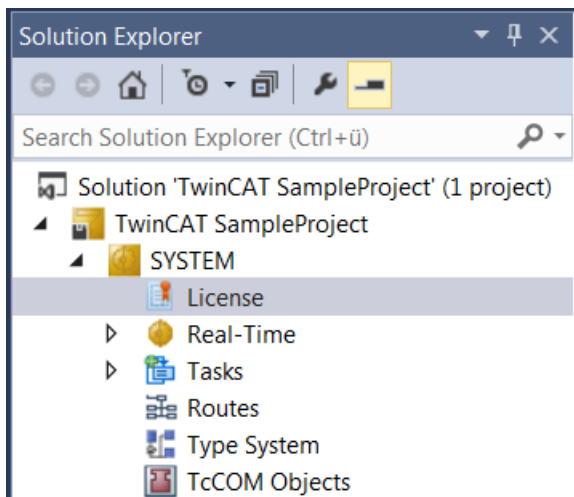 Solution Explorer
Search Solution Explorer (Ctrl+ü)
Solution 'TwinCAT SampleProject' (1 project)
TwinCAT SampleProject
SYSTEM
License
Real-Time
Tasks
Routes
Type System
TcCOM Objects